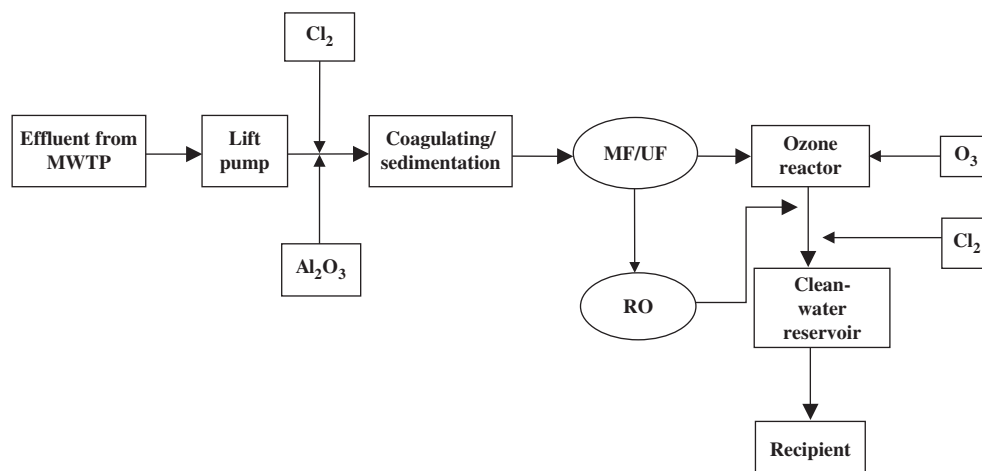 Cl₂
Effluent from
MWTP
Lift
pump
Coagulating/
sedimentation
MF/UF
Ozone
reactor
O₃
Al₂O₃
RO
Cl₂
Clean-
water
reservoir
Recipient